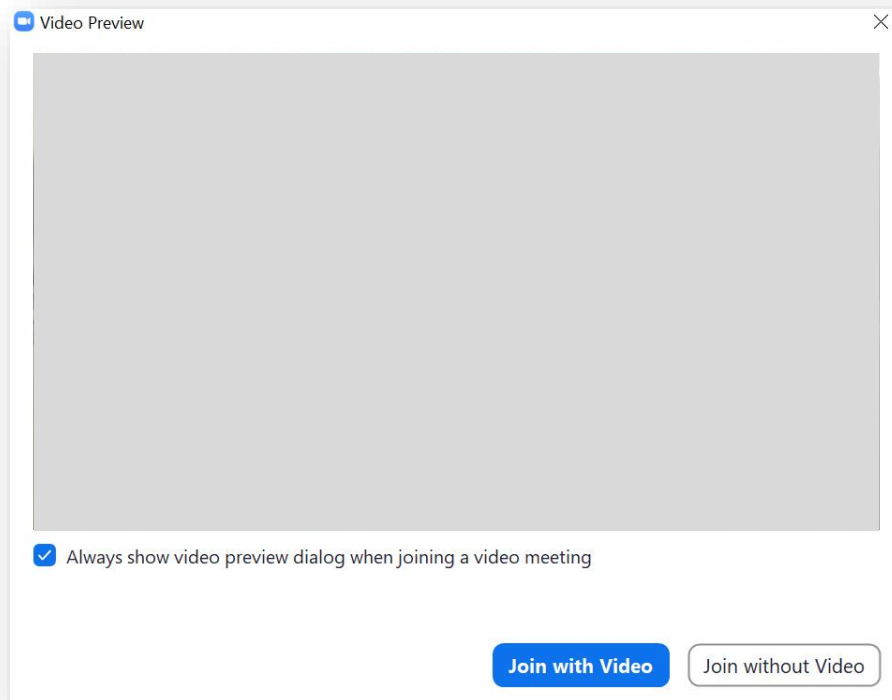 Video Preview
Always show video preview dialog when joining a video meeting
Join with Video
Join without Video